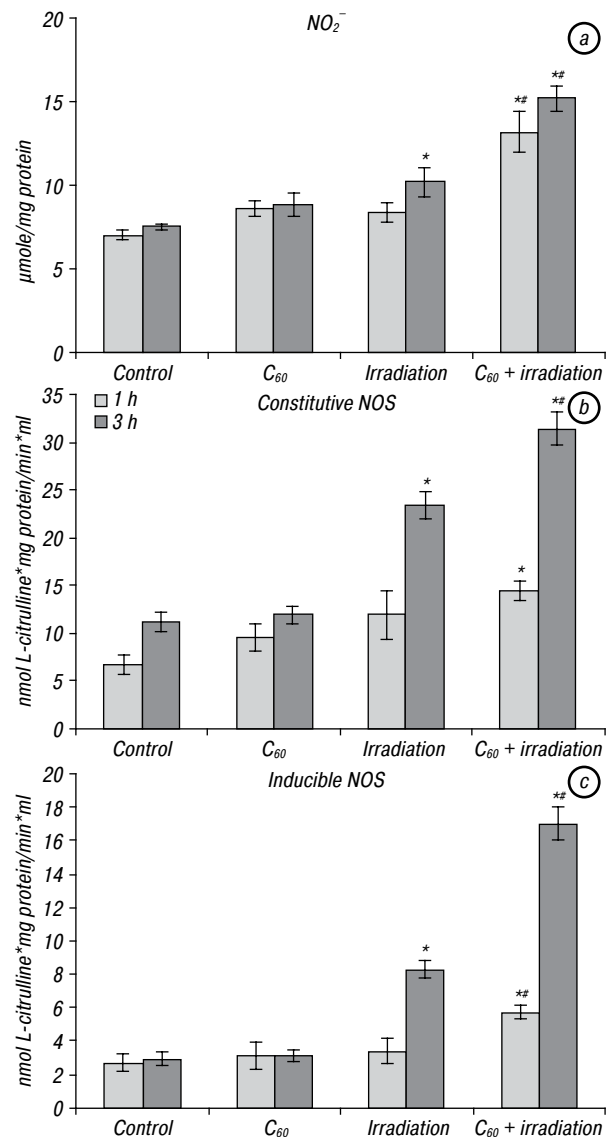 NO₂⁻
a
20
15
10
5
0
µmole/mg protein
*
*#
*#
Control C₆₀ Irradiation C₆₀ + irradiation
1 h
3 h
Constitutive NOS
b
35
30
25
20
15
10
5
0
nmol L-citrulline*mg protein/min*ml
*
*
*#
Control C₆₀ Irradiation C₆₀ + irradiation
Inducible NOS
c
20
18
16
14
12
10
8
6
4
2
0
nmol L-citrulline*mg protein/min*ml
*
*#
*#
Control C₆₀ Irradiation C₆₀ + irradiation